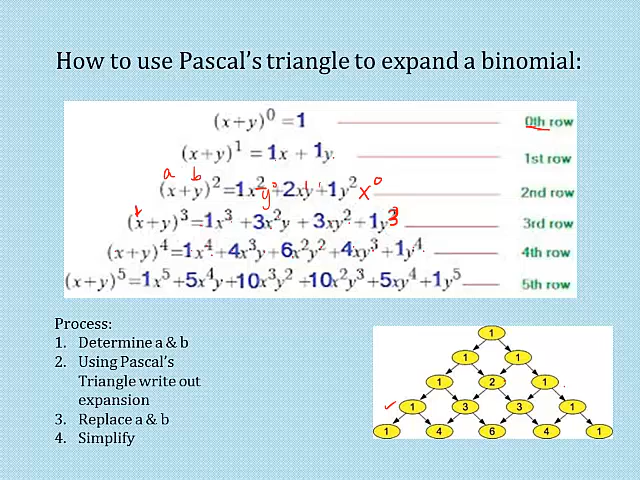 How to use Pascal's triangle to expand a binomial:
(x+y)⁰ = 1 0th row
(x+y)¹ = 1x + 1y. 1st row
a b
(x+y)² = 1x² y⁰ + 2xy + 1y² x⁰ 2nd row
(x+y)³ = 1x³ + 3x²y + 3xy² + 1y³ 3rd row
(x+y)⁴ = 1x⁴ + 4x³y + 6x²y² + 4xy³ + 1y⁴ 4th row
(x+y)⁵ = 1x⁵ + 5x⁴y + 10x³y² + 10x²y³ + 5xy⁴ + 1y⁵ 5th row
Process:
1. Determine a & b
2. Using Pascal's
Triangle write out
expansion
3. Replace a & b
4. Simplify
1
1 1
1 2 1
1 3 3 1
1 4 6 4 1